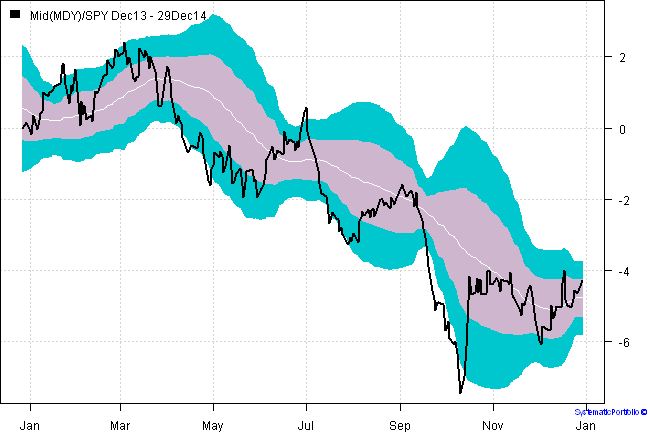 Mid(MDY)/SPY Dec13 - 29Dec14
2
0
-2
-4
-6
Jan Mar May Jul Sep Nov Jan
SystematicPortfolio ©